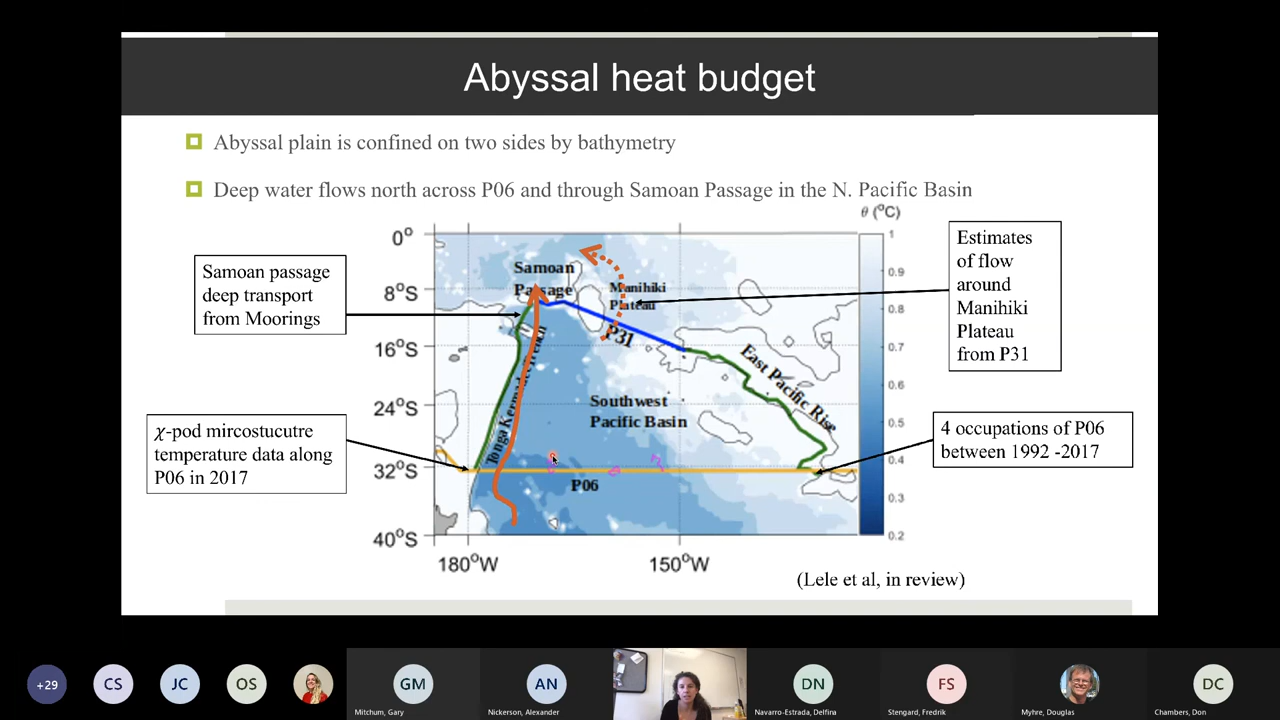 Abyssal heat budget
Abyssal plain is confined on two sides by bathymetry
Deep water flows north across P06 and through Samoan Passage in the N. Pacific Basin
θ (°C)
Samoan passage
deep transport
from Moorings
χ-pod mircostucutre
temperature data along
P06 in 2017
0°
8°S
16°S
24°S
32°S
40°S
180°W
150°W
Samoan
Passage
Manihiki
Plateau
P31
Tonga Kermadec Trench
East Pacific Rise
Southwest
Pacific Basin
P06
1
0.9
0.8
0.7
0.6
0.5
0.4
0.3
0.2
Estimates
of flow
around
Manihiki
Plateau
from P31
4 occupations of P06
between 1992 -2017
(Lele et al, in review)
+29
CS
JC
OS
GM
AN
DN
FS
DC
Mitchum, Gary
Nickerson, Alexander
Navarro-Estrada, Delfina
Stengard, Fredrik
Myhre, Douglas
Chambers, Don